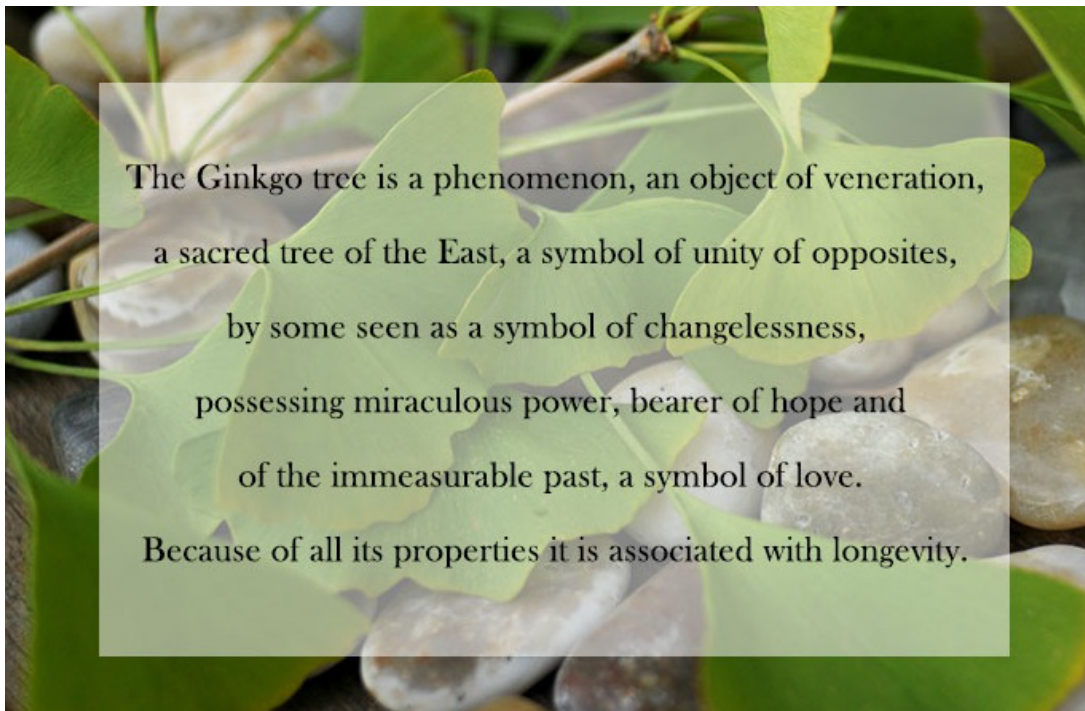 The Ginkgo tree is a phenomenon, an object of veneration,
a sacred tree of the East, a symbol of unity of opposites,
by some seen as a symbol of changelessness,
possessing miraculous power, bearer of hope and
of the immeasurable past, a symbol of love.
Because of all its properties it is associated with longevity.